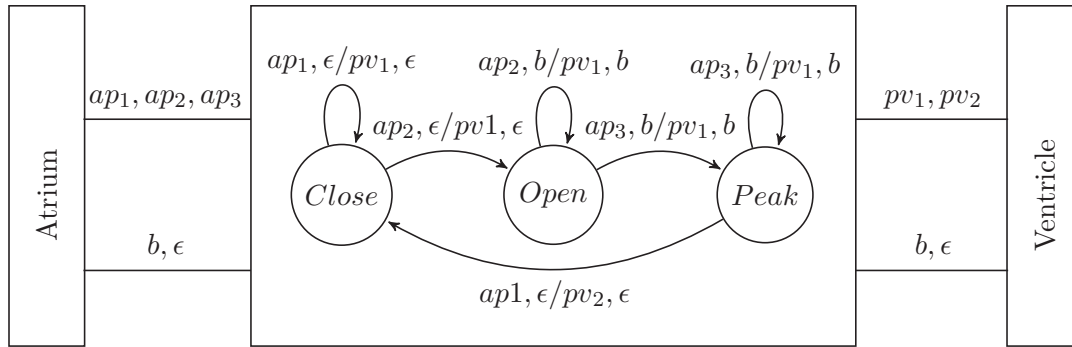 ap₁, ϵ/pv₁, ϵ
ap₂, b/pv₁, b
ap₃, b/pv₁, b
ap₁, ap₂, ap₃
pv₁, pv₂
ap₂, ϵ/pv1, ϵ
ap₃, b/pv₁, b
Atrium
Close
Open
Peak
Ventricle
b, ϵ
b, ϵ
ap1, ϵ/pv₂, ϵ